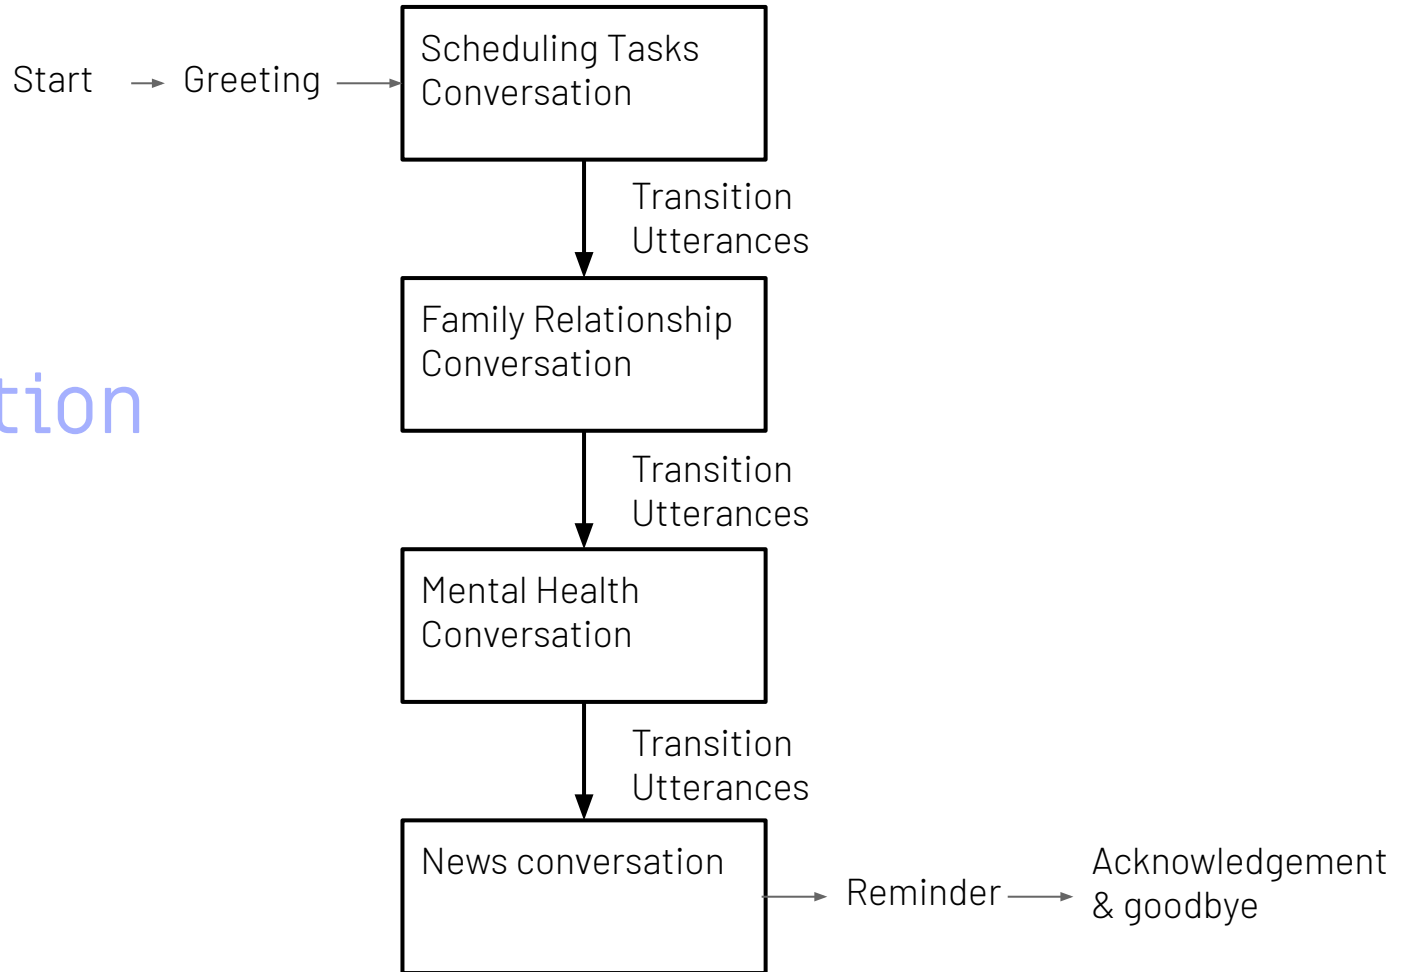 Start
Greeting
Scheduling Tasks
Conversation
Transition
Utterances
Family Relationship
Conversation
tion
Transition
Utterances
Mental Health
Conversation
Transition
Utterances
News conversation
Reminder
Acknowledgement
& goodbye